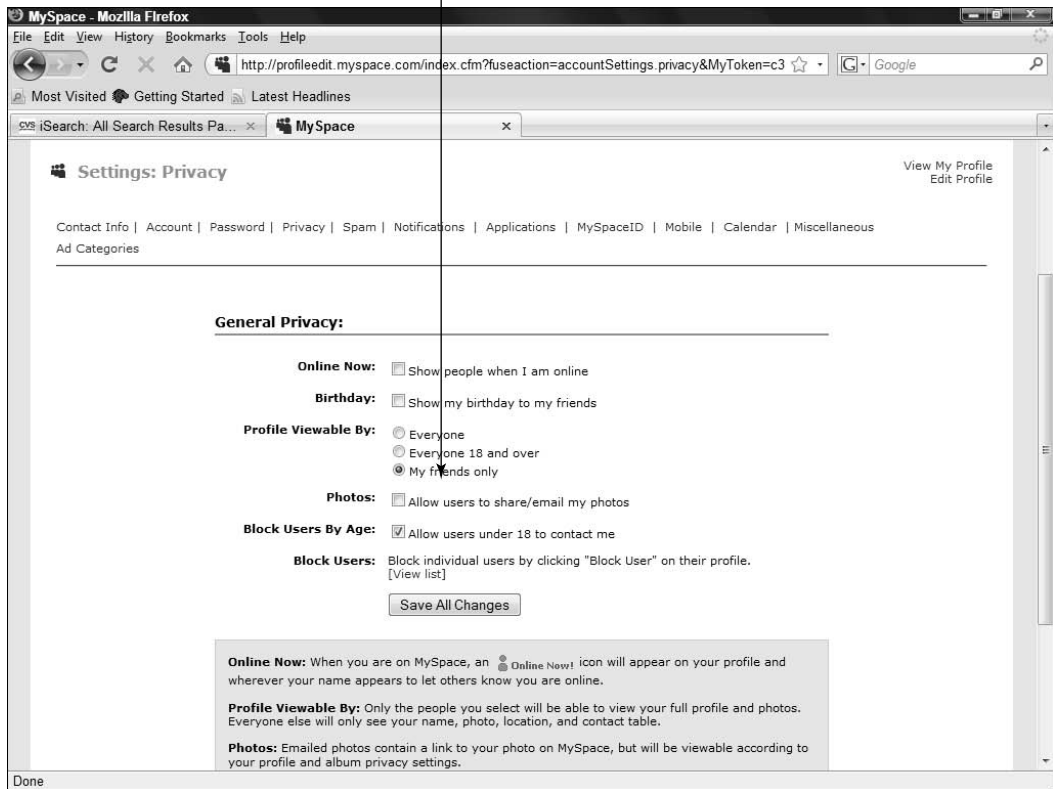 MySpace - Mozilla Firefox
File Edit View History Bookmarks Tools Help
http://profileedit.myspace.com/index.cfm?fuseaction=accountSettings.privacy&MyToken=c3 G Google
Most Visited Getting Started Latest Headlines
CVS iSearch: All Search Results Pa... MySpace
Settings: Privacy
View My Profile
Edit Profile
Contact Info | Account | Password | Privacy | Spam | Notifications | Applications | MySpaceID | Mobile | Calendar | Miscellaneous
Ad Categories
General Privacy:
Online Now: Show people when I am online
Birthday: Show my birthday to my friends
Profile Viewable By: Everyone
Everyone 18 and over
My friends only
Photos: Allow users to share/email my photos
Block Users By Age: Allow users under 18 to contact me
Block Users: Block individual users by clicking "Block User" on their profile.
[View list]
Save All Changes
Online Now: When you are on MySpace, an Online Now! icon will appear on your profile and
wherever your name appears to let others know you are online.
Profile Viewable By: Only the people you select will be able to view your full profile and photos.
Everyone else will only see your name, photo, location, and contact table.
Photos: Emailed photos contain a link to your photo on MySpace, but will be viewable according to
your profile and album privacy settings.
Done